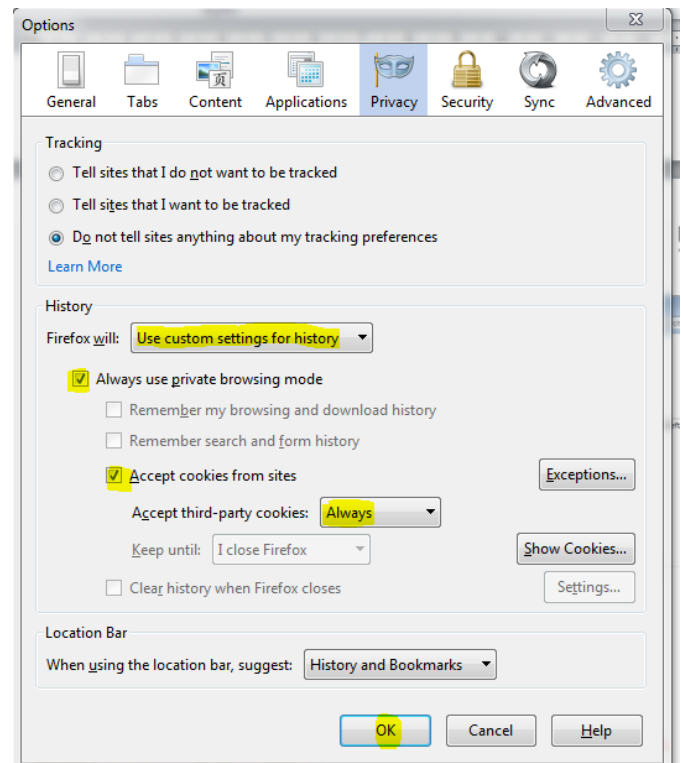 Options
General Tabs Content Applications Privacy Security Sync Advanced
Tracking
Tell sites that I do not want to be tracked
Tell sites that I want to be tracked
Do not tell sites anything about my tracking preferences
Learn More
History
Firefox will: Use custom settings for history
Always use private browsing mode
Remember my browsing and download history
Remember search and form history
Accept cookies from sites Exceptions...
Accept third-party cookies: Always
Keep until: I close Firefox Show Cookies...
Clear history when Firefox closes Settings...
Location Bar
When using the location bar, suggest: History and Bookmarks
OK Cancel Help